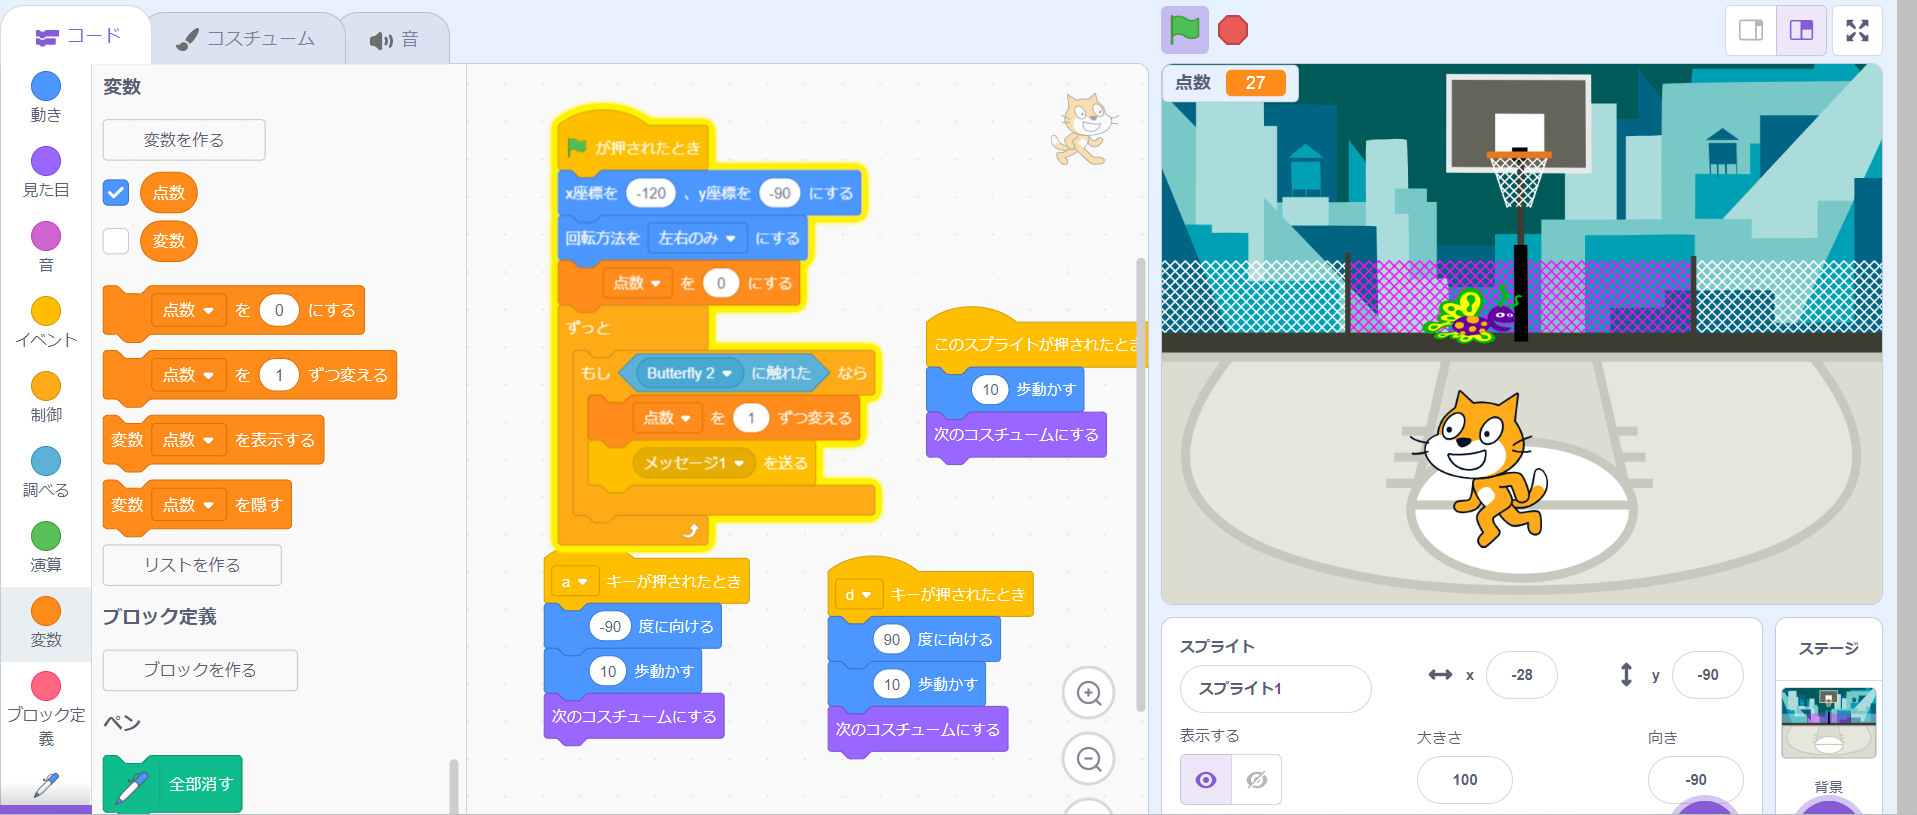 コード
コスチューム
音
動き
見た目
音
イベント
制御
調べる
演算
変数
ブロック定
義
変数
変数を作る
点数
変数
点数 を 0 にする
点数 を 1 ずつ変える
変数 点数 を表示する
変数 点数 を隠す
リストを作る
ブロック定義
ブロックを作る
ペン
全部消す
が押されたとき
x座標を -120 、y座標を -90 にする
回転方法を 左右のみ にする
点数 を 0 にする
ずっと
もし Butterfly 2 に触れた なら
点数 を 1 ずつ変える
メッセージ1 を送る
a キーが押されたとき
-90 度に向ける
10 歩動かす
次のコスチュームにする
d キーが押されたとき
90 度に向ける
10 歩動かす
次のコスチュームにする
このスプライトが押されたとき
10 歩動かす
次のコスチュームにする
点数 27
スプライト
スプライト1
x -28
y -90
表示する
大きさ
100
向き
-90
ステージ
背景